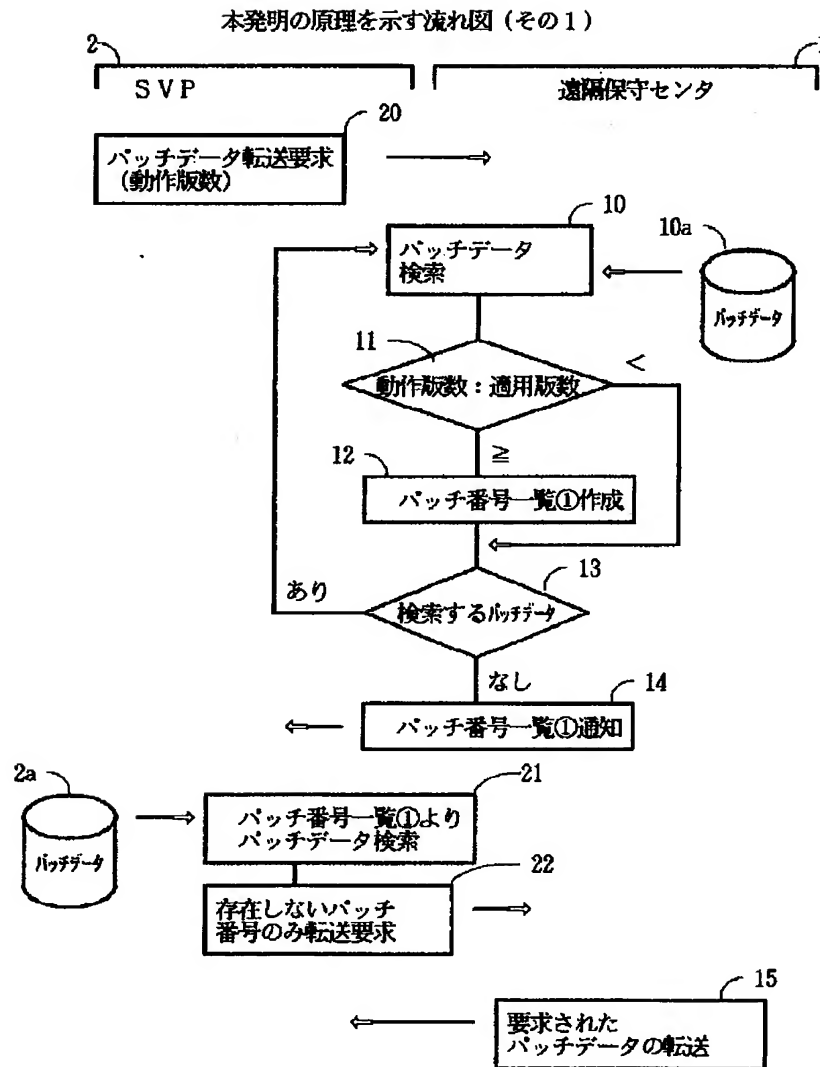 本発明の原理を示す流れ図（その１）
2
ＳＶＰ
遠隔保守センタ
20
パッチデータ転送要求
（動作版数）
10
10a
パッチデータ
検索
パッチデータ
11
＜
動作版数：適用版数
≧
12
パッチ番号一覧①作成
13
あり
検索するパッチデータ
なし
14
パッチ番号一覧①通知
2a
21
パッチ番号一覧①より
パッチデータ検索
パッチデータ
22
存在しないパッチ
番号のみ転送要求
15
要求された
パッチデータの転送